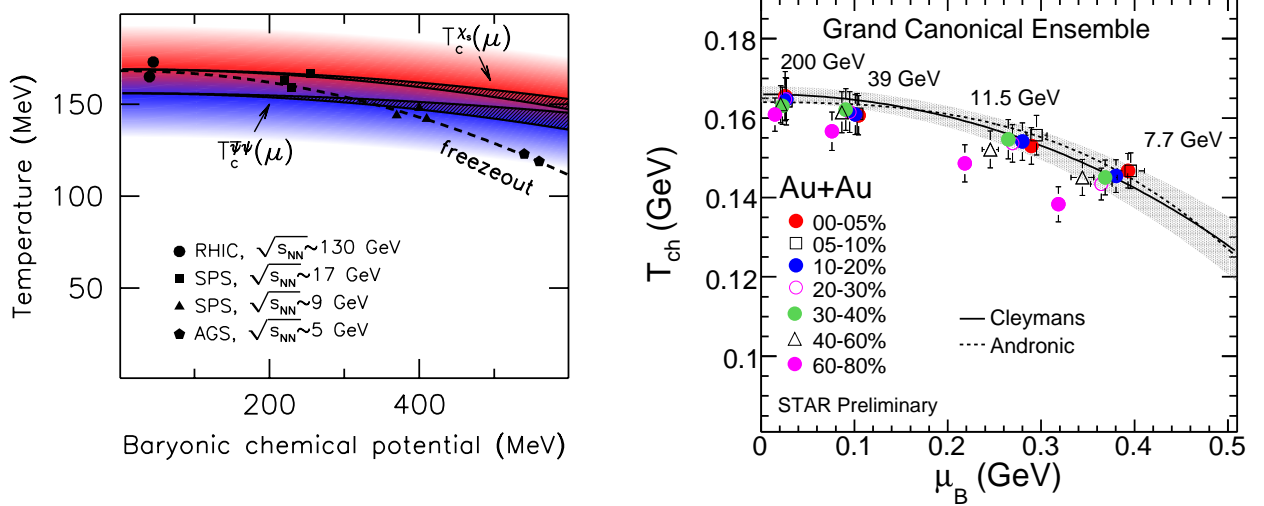 T_c^χs(μ)
T_c^ψ̄ψ(μ)
freezeout
Temperature (MeV)
150
100
50
RHIC, √s_NN~130 GeV
SPS, √s_NN~17 GeV
SPS, √s_NN~9 GeV
AGS, √s_NN~5 GeV
200 400
Baryonic chemical potential (MeV)
Grand Canonical Ensemble
200 GeV
39 GeV
11.5 GeV
7.7 GeV
T_ch (GeV)
0.18
0.16
0.14
0.12
0.1
Au+Au
00-05%
05-10%
10-20%
20-30%
30-40%
40-60%
60-80%
Cleymans
Andronic
STAR Preliminary
0 0.1 0.2 0.3 0.4 0.5
μ_B (GeV)